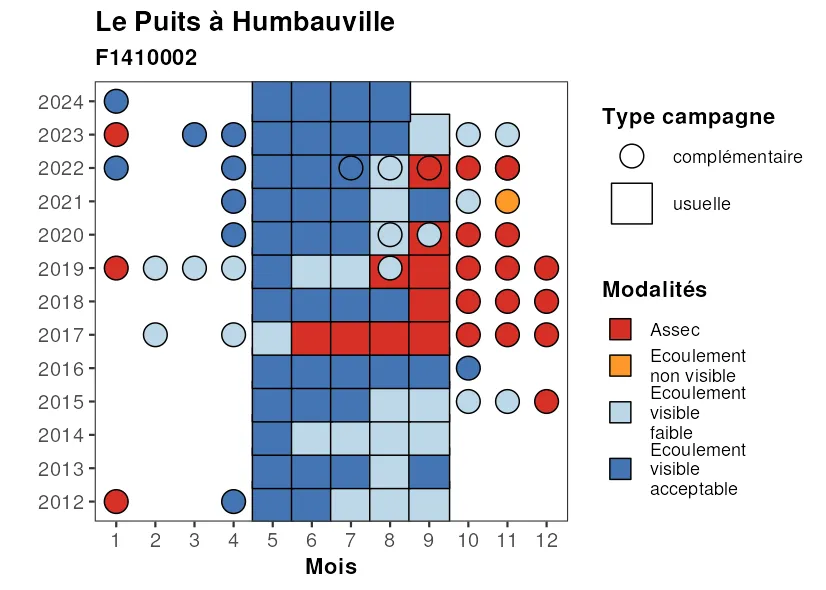 Le Puits à Humbauville
F1410002
2024
2023
2022
2021
2020
2019
2018
2017
2016
2015
2014
2013
2012
1 2 3 4 5 6 7 8 9 10 11 12
Mois
Type campagne
complémentaire
usuelle
Modalités
Assec
Ecoulement
non visible
Ecoulement
visible
faible
Ecoulement
visible
acceptable